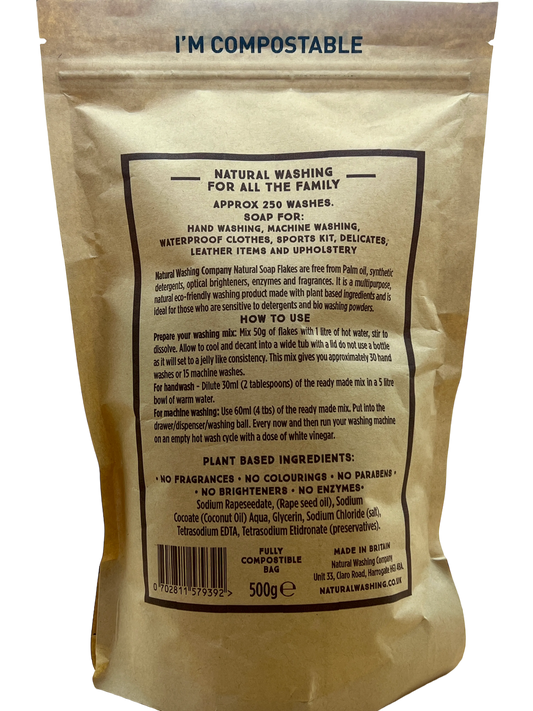 I'M COMPOSTABLE
NATURAL WASHING
FOR ALL THE FAMILY
APPROX 250 WASHES.
SOAP FOR:
HAND WASHING, MACHINE WASHING,
WATERPROOF CLOTHES, SPORTS KIT, DELICATES,
LEATHER ITEMS AND UPHOLSTERY
Natural Washing Company Natural Soap Flakes are free from Palm oil, synthetic
detergents, optical brighteners, enzymes and fragrances. It is a multipurpose,
natural eco-friendly washing product made with plant based ingredients and is
ideal for those who are sensitive to detergents and bio washing powders.
HOW TO USE
Prepare your washing mix: Mix 50g of flakes with 1 litre of hot water, stir to
dissolve. Allow to cool and decant into a wide tub with a lid do not use a bottle
as it will set to a jelly like consistency. This mix gives you approximately 30 hand
washes or 15 machine washes.
For handwash - Dilute 30ml (2 tablespoons) of the ready made mix in a 5 litre
bowl of warm water.
For machine washing: Use 60ml (4 tbs) of the ready made mix. Put into the
drawer/dispenser/washing ball. Every now and then run your washing machine
on an empty hot wash cycle with a dose of white vinegar.
PLANT BASED INGREDIENTS:
• NO FRAGRANCES • NO COLOURINGS • NO PARABENS •
• NO BRIGHTENERS • NO ENZYMES•
Sodium Rapeseedate, (Rape seed oil), Sodium
Cocoate (Coconut Oil) Aqua, Glycerin, Sodium Chloride (salt),
Tetrasodium EDTA, Tetrasodium Etidronate (preservatives).
0 702811 579392 >
FULLY
COMPOSTIBLE
BAG
500g ℮
MADE IN BRITAIN
Natural Washing Company
Unit 33, Claro Road, Harrogate HG1 4BA.
NATURALWASHING.CO.UK